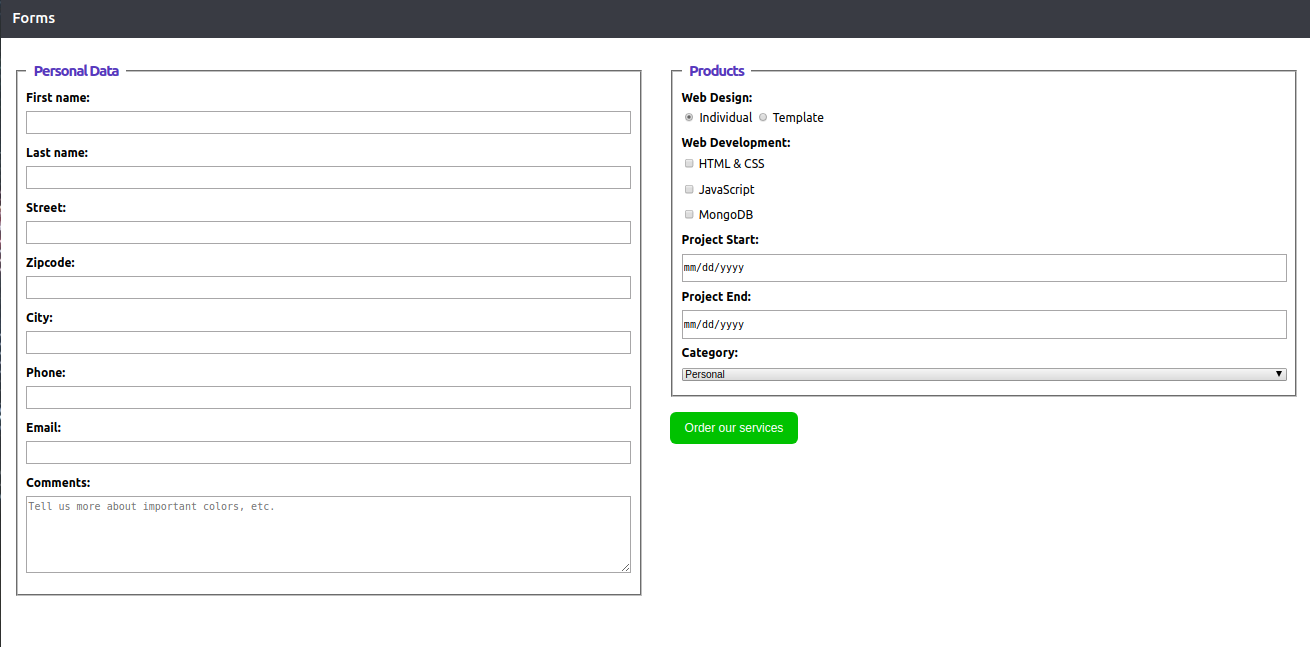 Forms
Personal Data
First name:
Last name:
Street:
Zipcode:
City:
Phone:
Email:
Comments:
Tell us more about important colors, etc.
Products
Web Design:
Individual Template
Web Development:
HTML & CSS
JavaScript
MongoDB
Project Start:
mm/dd/yyyy
Project End:
mm/dd/yyyy
Category:
Personal
Order our services